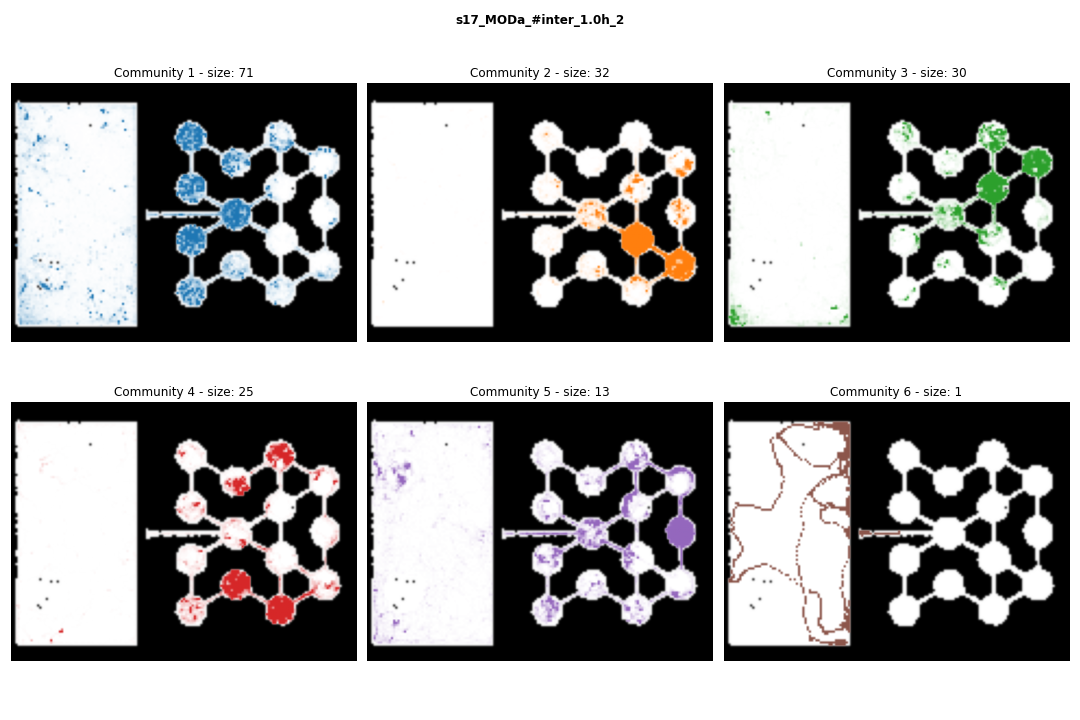 s17_MODa_#inter_1.0h_2
Community 1 - size: 71
Community 2 - size: 32
Community 3 - size: 30
Community 4 - size: 25
Community 5 - size: 13
Community 6 - size: 1